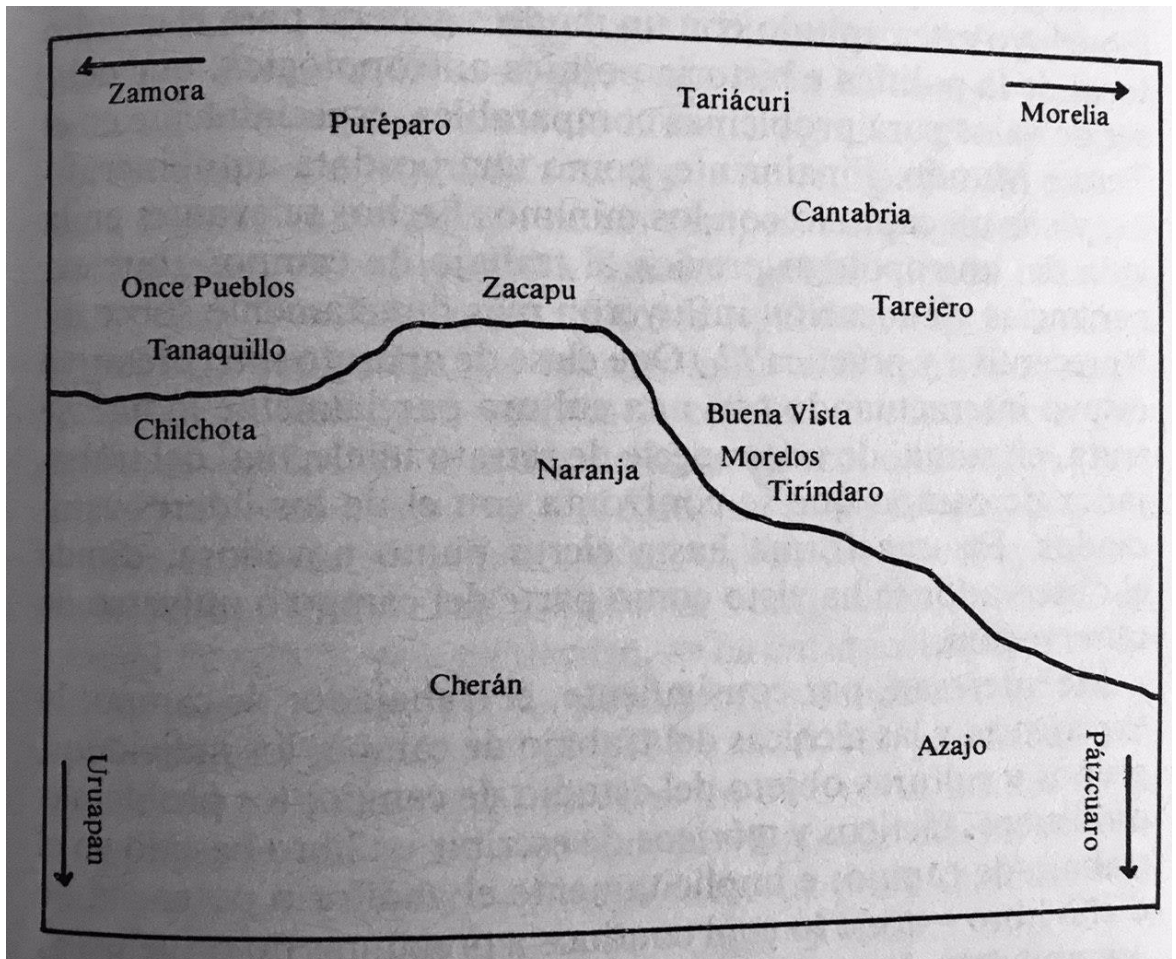 Zamora
Puréparo
Tariácuri
Morelia
Cantabria
Once Pueblos
Zacapu
Tarejero
Tanaquillo
Chilchota
Buena Vista
Naranja
Morelos
Tiríndaro
Cherán
Azajo
Uruapan
Pátzcuaro